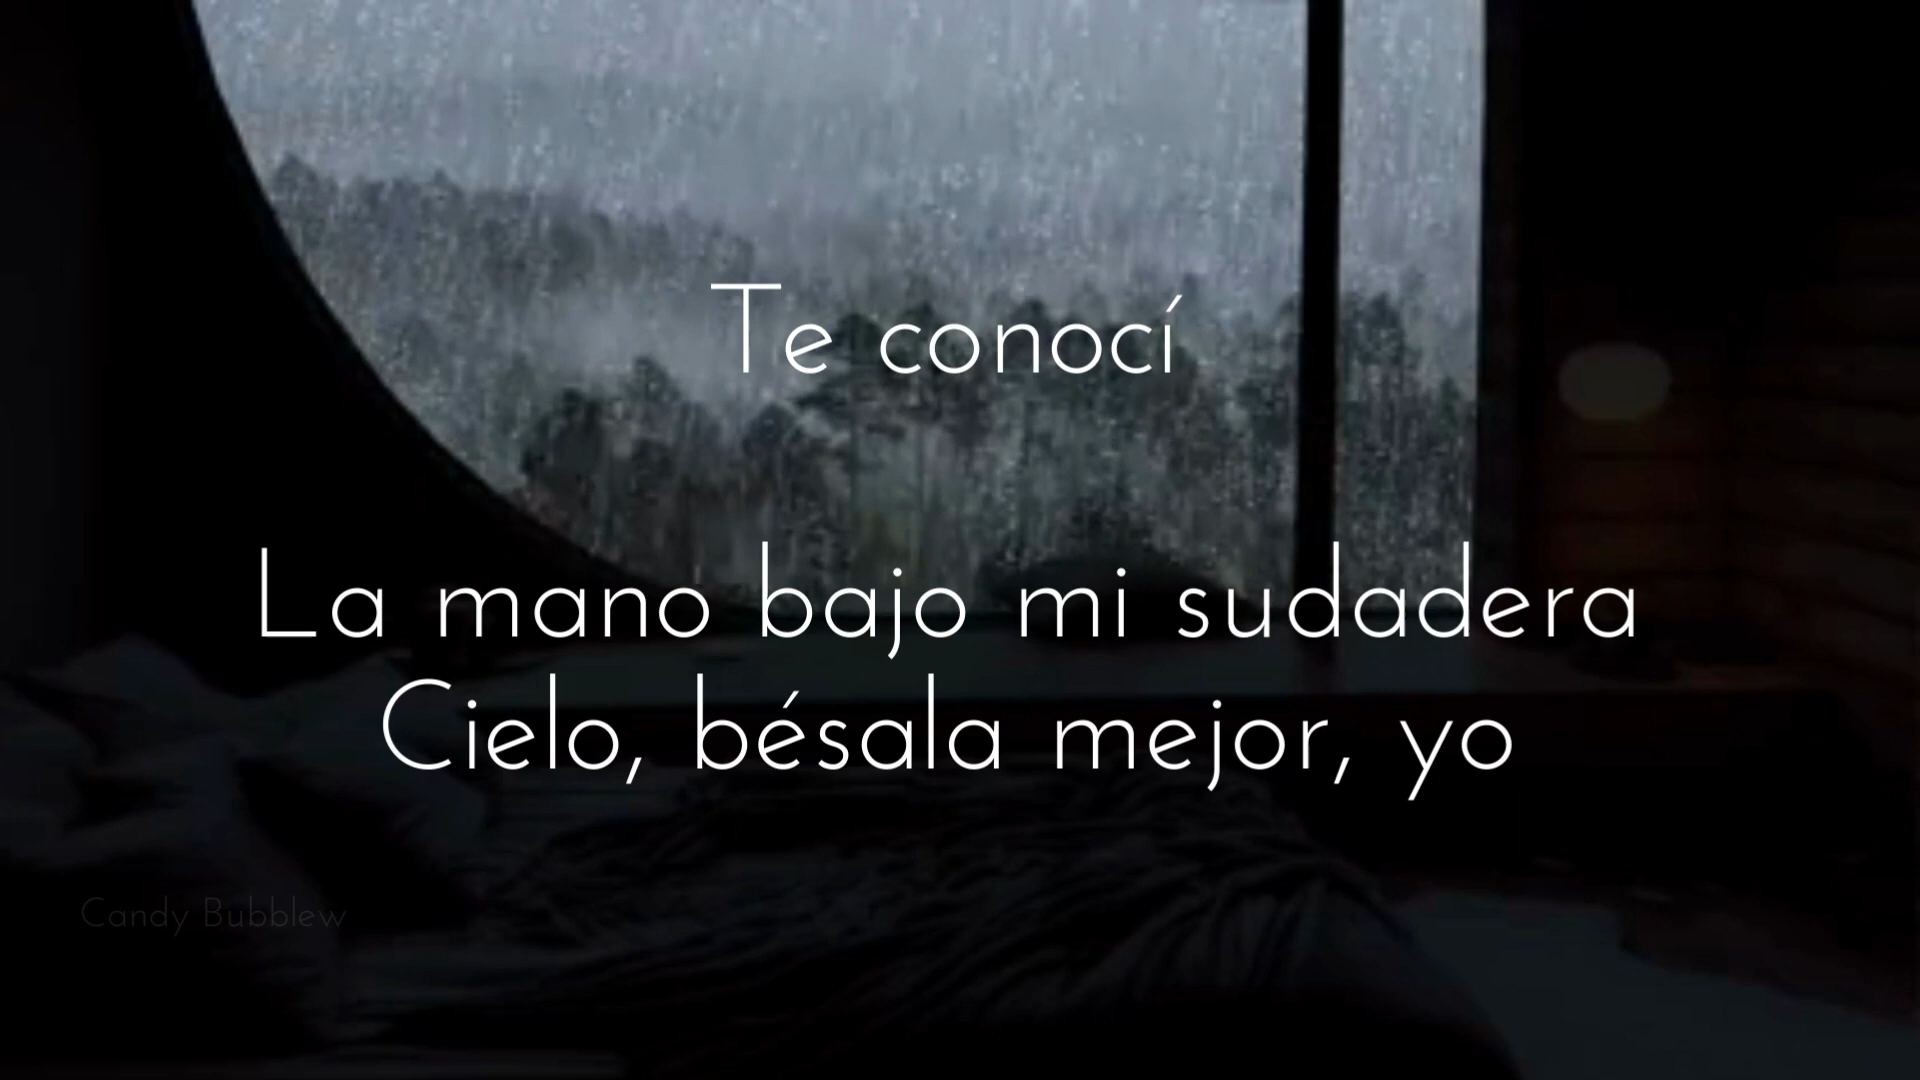 Te conocí
La mano bajo mi sudadera
Cielo, bésala mejor, yo
Candy Bubblew